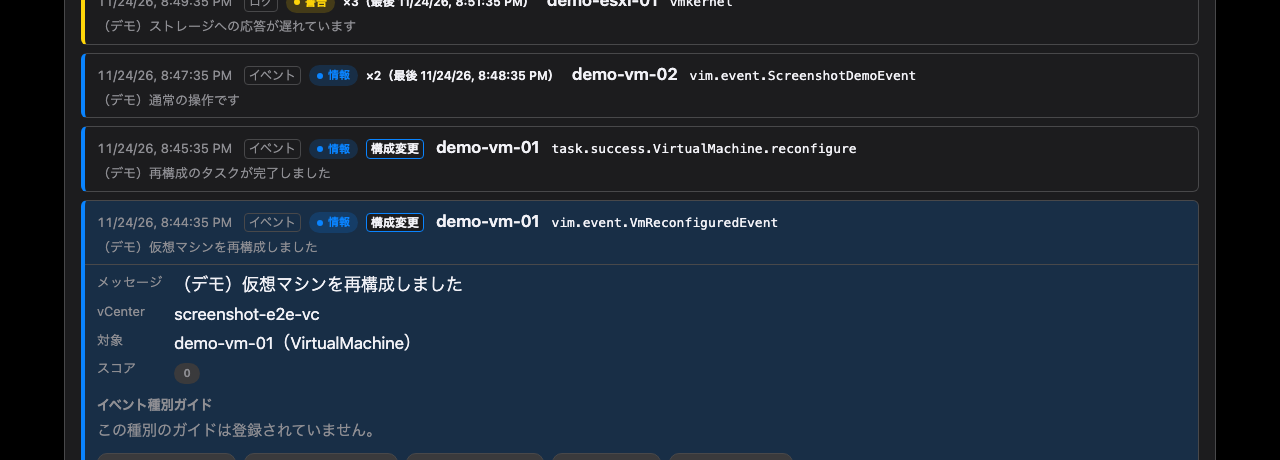 11/24/26, 8:49:35 PM ログ 警告 ×3（最後 11/24/26, 8:51:35 PM） demo-esxi-01 vmkernel
（デモ）ストレージへの応答が遅れています
11/24/26, 8:47:35 PM イベント 情報 ×2（最後 11/24/26, 8:48:35 PM） demo-vm-02 vim.event.ScreenshotDemoEvent
（デモ）通常の操作です
11/24/26, 8:45:35 PM イベント 情報 構成変更 demo-vm-01 task.success.VirtualMachine.reconfigure
（デモ）再構成のタスクが完了しました
11/24/26, 8:44:35 PM イベント 情報 構成変更 demo-vm-01 vim.event.VmReconfiguredEvent
（デモ）仮想マシンを再構成しました
メッセージ （デモ）仮想マシンを再構成しました
vCenter screenshot-e2e-vc
対象 demo-vm-01（VirtualMachine）
スコア 0
イベント種別ガイド
この種別のガイドは登録されていません。